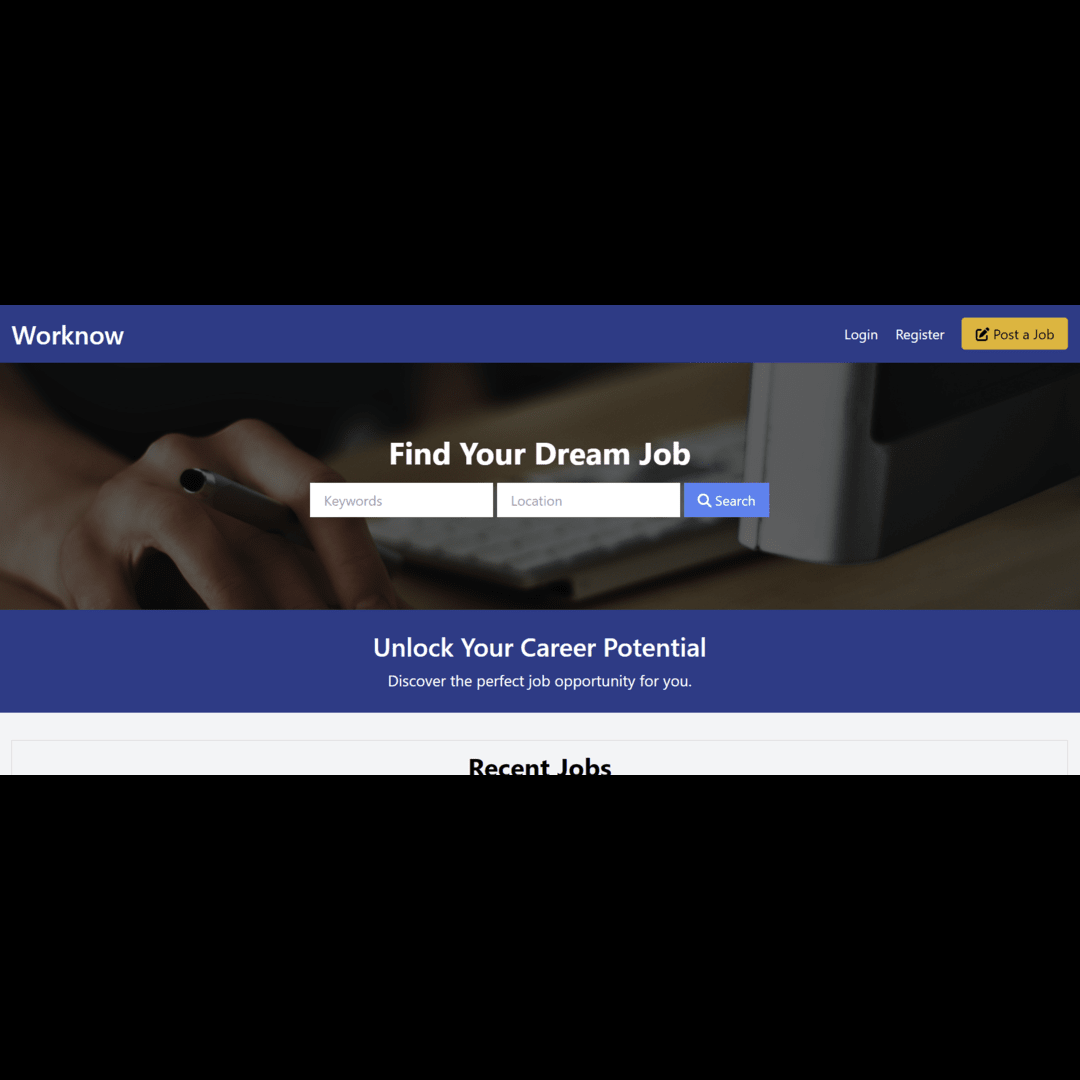 Worknow
Login Register Post a Job
Find Your Dream Job
Keywords Location Search
Unlock Your Career Potential
Discover the perfect job opportunity for you.
Recent Jobs